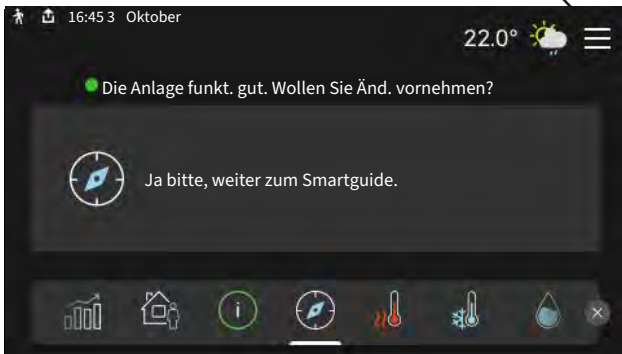 16:45 3 Oktober
22.0°
Die Anlage funkt. gut. Wollen Sie Änd. vornehmen?
Ja bitte, weiter zum Smartguide.
i